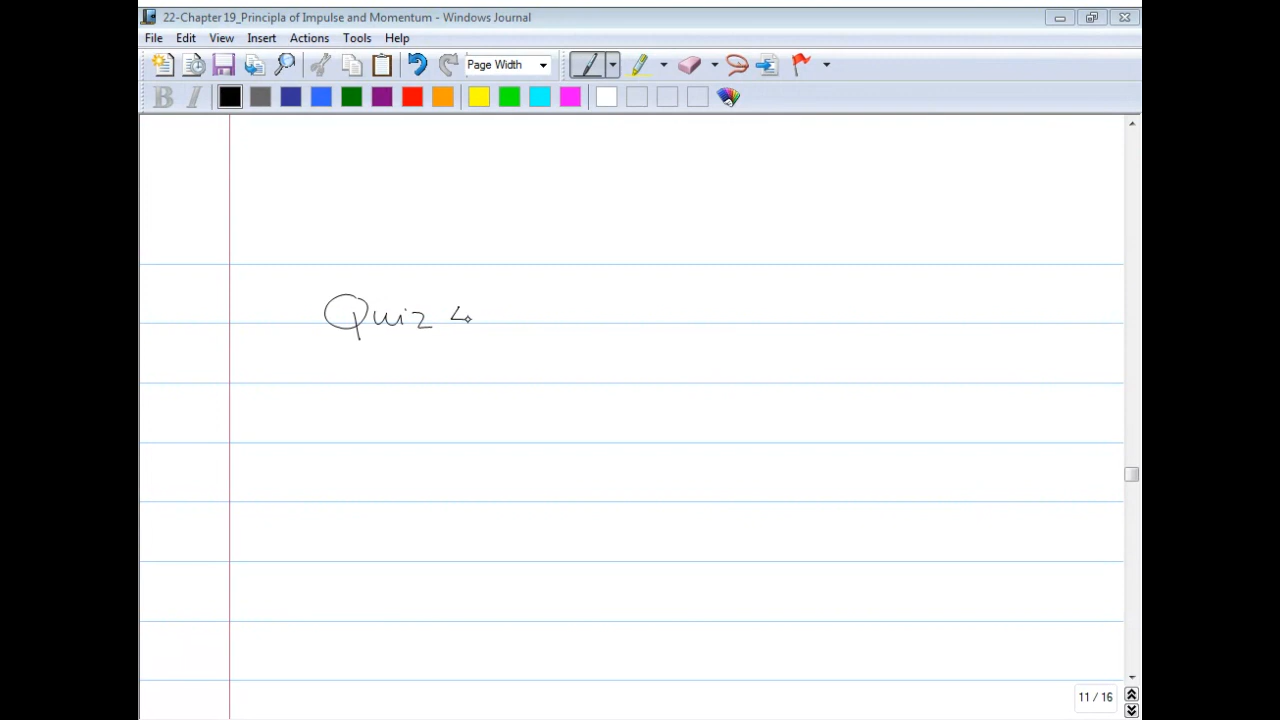 22-Chapter 19_Principla of Impulse and Momentum - Windows Journal
File Edit View Insert Actions Tools Help
Page Width
B I
Quiz
11 / 16